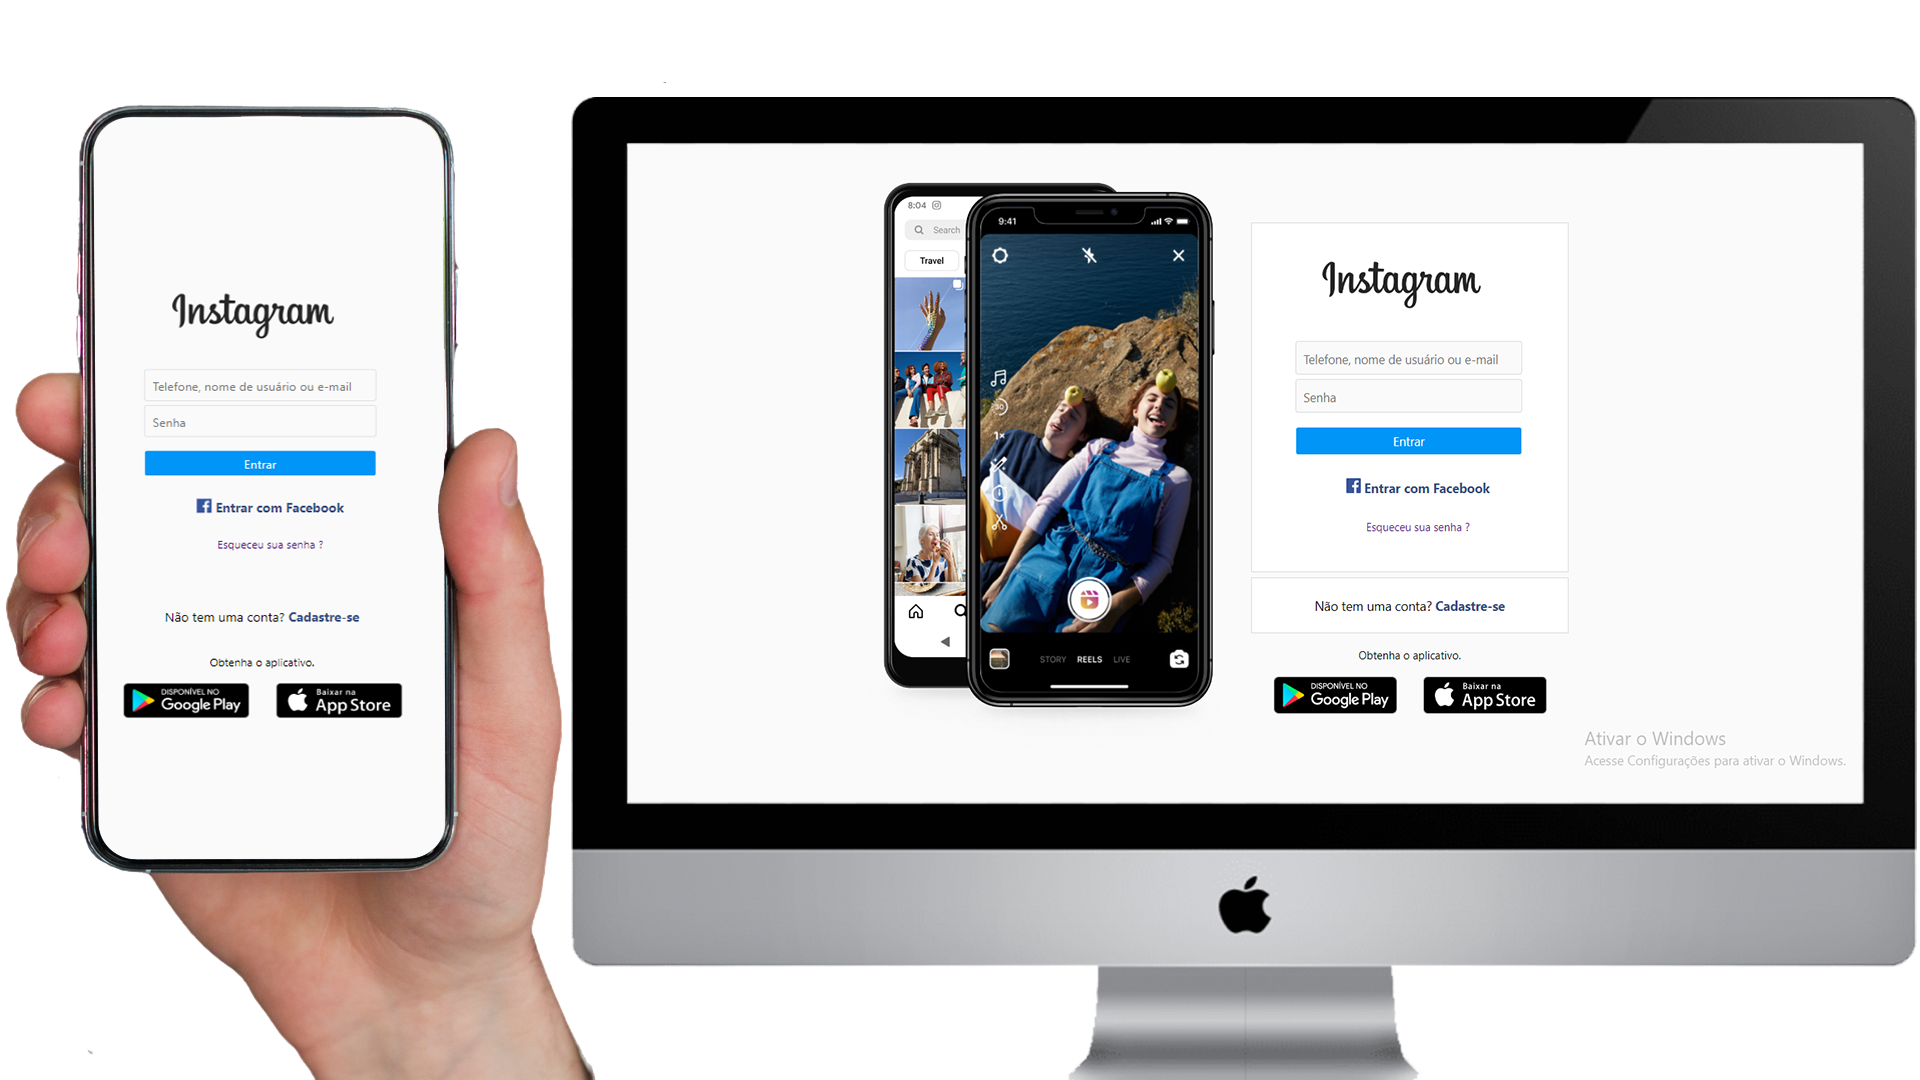 Instagram
Telefone, nome de usuário ou e-mail
Senha
Entrar
Entrar com Facebook
Esqueceu sua senha ?
Não tem uma conta? Cadastre-se
Obtenha o aplicativo.
DISPONÍVEL NO
Google Play
Baixar na
App Store
8:04
Search
Travel
9:41
30
1×
STORY REELS LIVE
Instagram
Telefone, nome de usuário ou e-mail
Senha
Entrar
Entrar com Facebook
Esqueceu sua senha ?
Não tem uma conta? Cadastre-se
Obtenha o aplicativo.
DISPONÍVEL NO
Google Play
Baixar na
App Store
Ativar o Windows
Acesse Configurações para ativar o Windows.